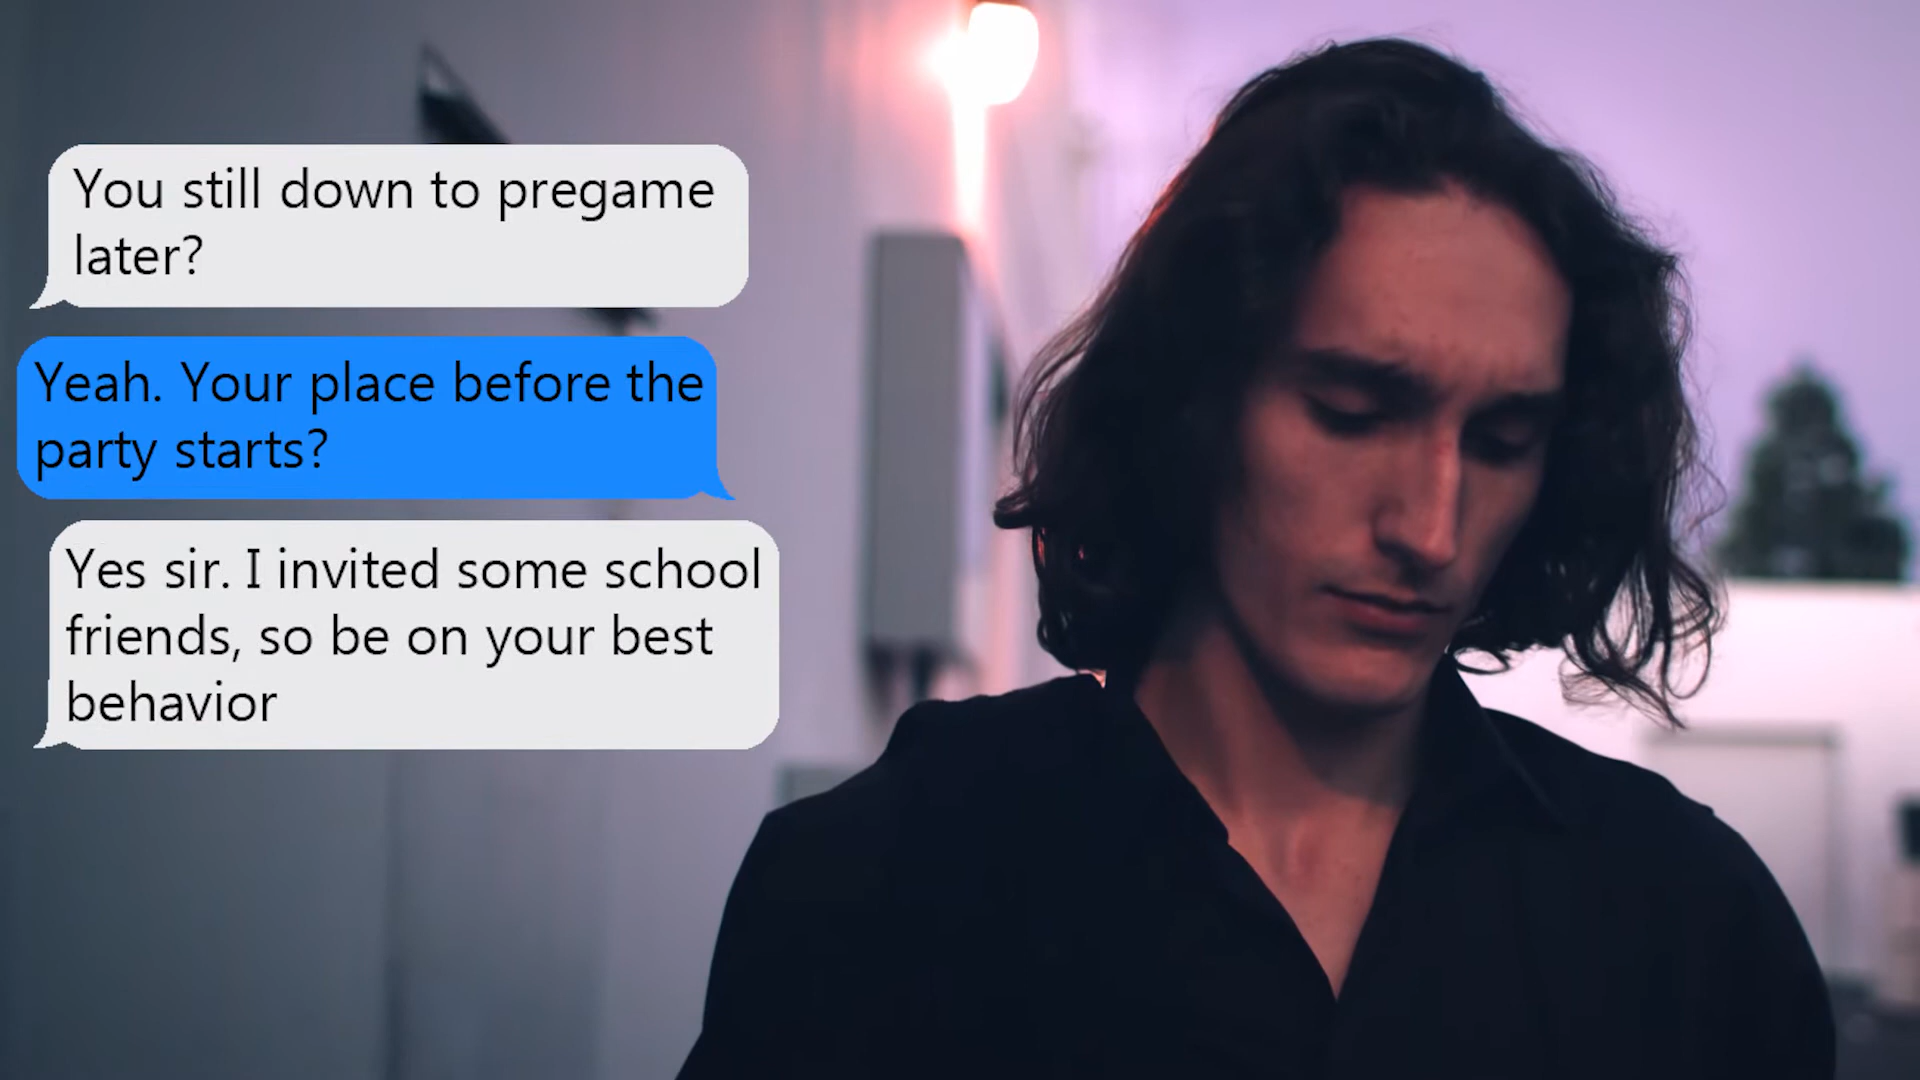 You still down to pregame
later?
Yeah. Your place before the
party starts?
Yes sir. I invited some school
friends, so be on your best
behavior